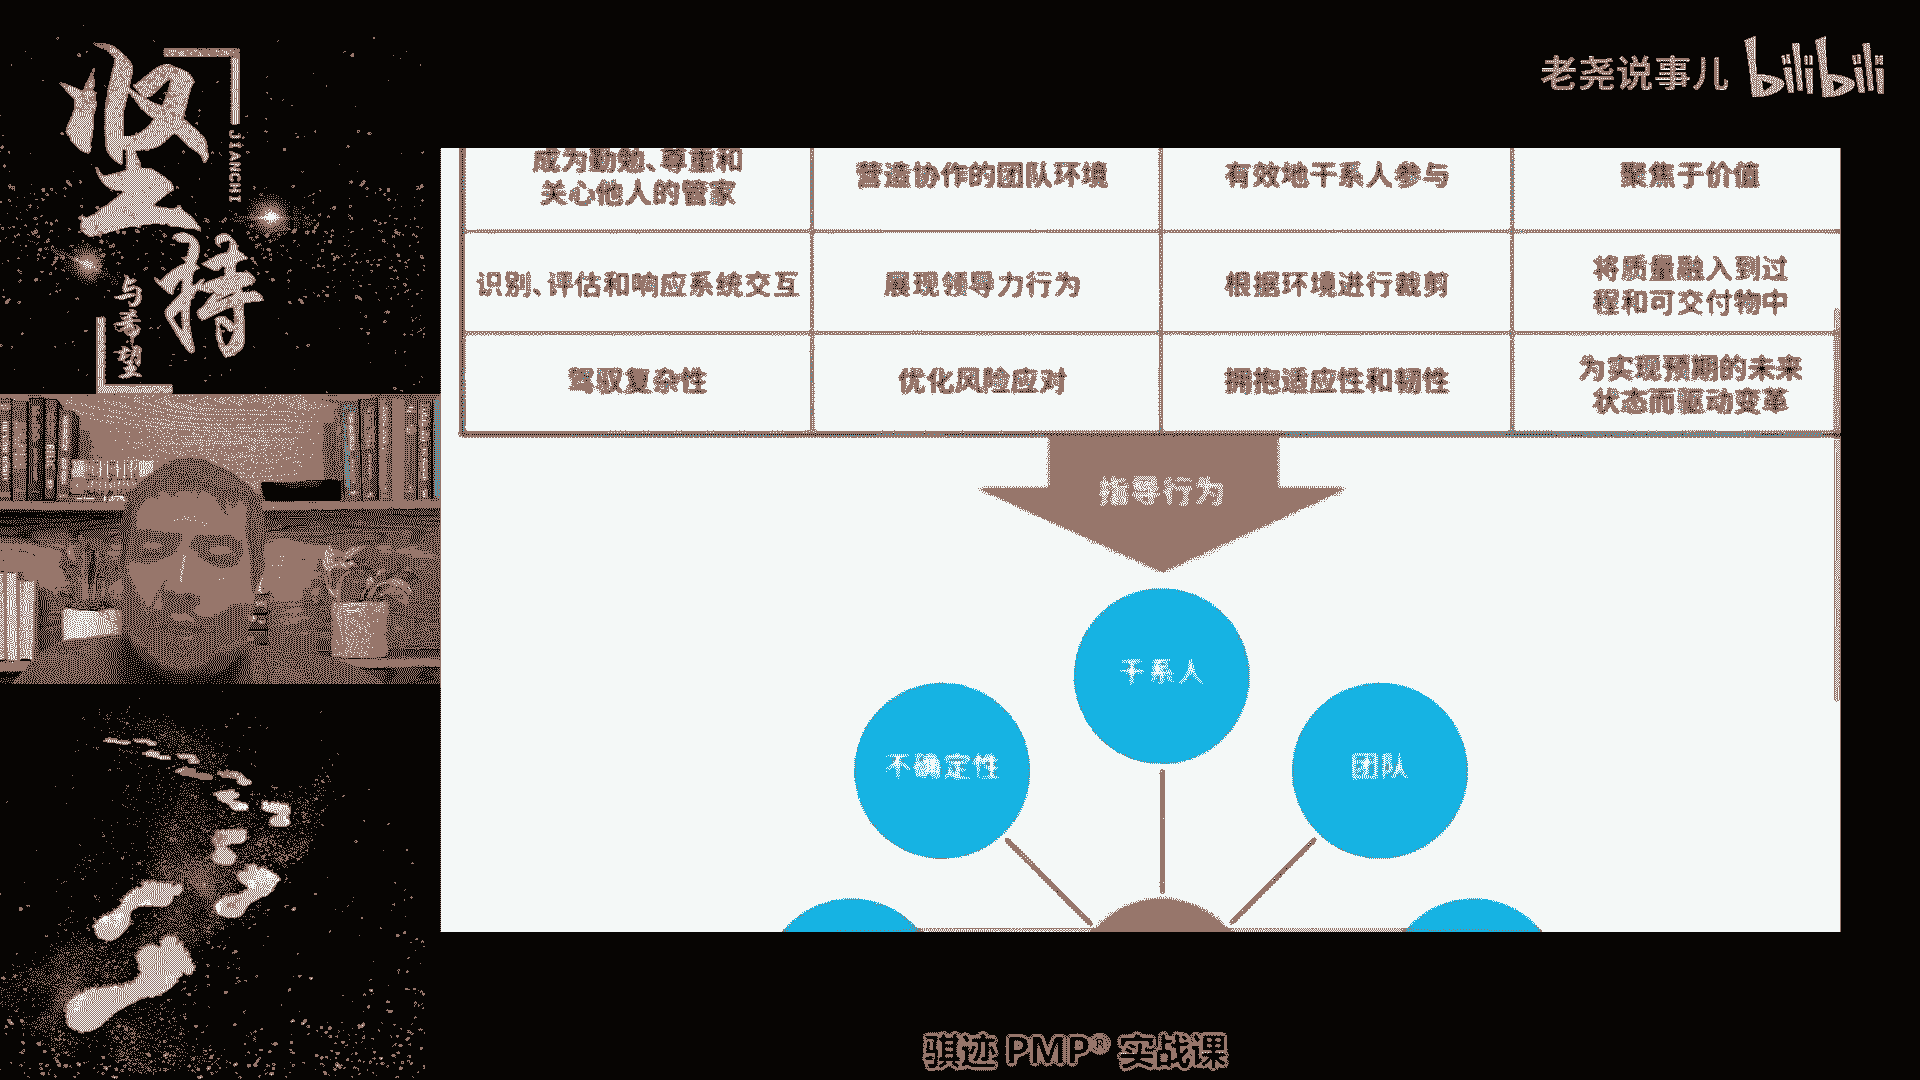 坚持
JIANCHI
与希望
老尧说事儿 bilibili
成为勤勉、尊重和
关心他人的管家
营造协作的团队环境
有效地干系人参与
聚焦于价值
识别、评估和响应系统交互
展现领导力行为
根据环境进行裁剪
将质量融入到过
程和可交付物中
驾驭复杂性
优化风险应对
拥抱适应性和韧性
为实现预期的未来
状态而驱动变革
指导行为
干系人
不确定性
团队
骐迹 PMP® 实战课